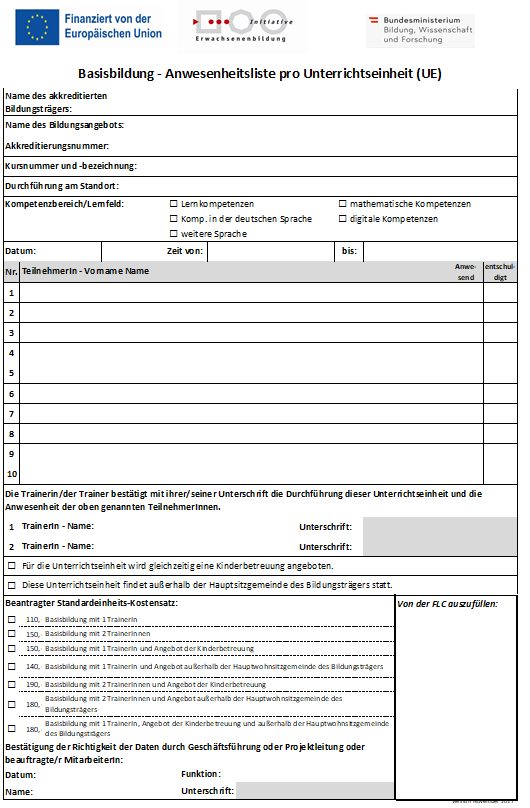 Finanziert von der
Europäischen Union
Initiative
Erwachsenenbildung
Bundesministerium
Bildung, Wissenschaft
und Forschung
Basisbildung - Anwesenheitsliste pro Unterrichtseinheit (UE)
Name des akkreditierten
Bildungsträgers:
Name des Bildungsangebots:
Akkreditierungsnummer:
Kursnummer und -bezeichnung:
Durchführung am Standort:
Kompetenzbereich/Lernfeld: ☐ Lernkompetenzen ☐ mathematische Kompetenzen
☐ Komp. in der deutschen Sprache ☐ digitale Kompetenzen
☐ weitere Sprache
Datum: Zeit von: bis:
Nr. TeilnehmerIn - Vorname Name Anwe-send entschul-digt
1
2
3
4
5
6
7
8
9
10
Die Trainerin/der Trainer bestätigt mit ihrer/seiner Unterschrift die Durchführung dieser Unterrichtseinheit und die
Anwesenheit der oben genannten TeilnehmerInnen.
1 TrainerIn - Name: Unterschrift:
2 TrainerIn - Name: Unterschrift:
☐ Für die Unterrichtseinheit wird gleichzeitig eine Kinderbetreuung angeboten.
☐ Diese Unterrichtseinheit findet außerhalb der Hauptsitzgemeinde des Bildungsträgers statt.
Beantragter Standardeinheits-Kostensatz: Von der FLC auszufüllen:
☐ 110,- Basisbildung mit 1 TrainerIn
☐ 150,- Basisbildung mit 2 TrainerInnen
☐ 150,- Basisbildung mit 1 TrainerIn und Angebot der Kinderbetreuung
☐ 140,- Basisbildung mit 1 TrainerIn und Angebot außerhalb der Hauptwohnsitzgemeinde des Bildungsträgers
☐ 190,- Basisbildung mit 2 TrainerInnen und Angebot der Kinderbetreuung
☐ 180,- Basisbildung mit 2 TrainerInnen und Angebot außerhalb der Hauptwohnsitzgemeinde des
Bildungsträgers
☐ 180,- Basisbildung mit 1 TrainerIn, Angebot der Kinderbetreuung und außerhalb der Hauptwohnsitzgemeinde
des Bildungsträgers
Bestätigung der Richtigkeit der Daten durch Geschäftsführung oder Projektleitung oder
beauftragte/r MitarbeiterIn:
Datum: Funktion:
Name: Unterschrift: